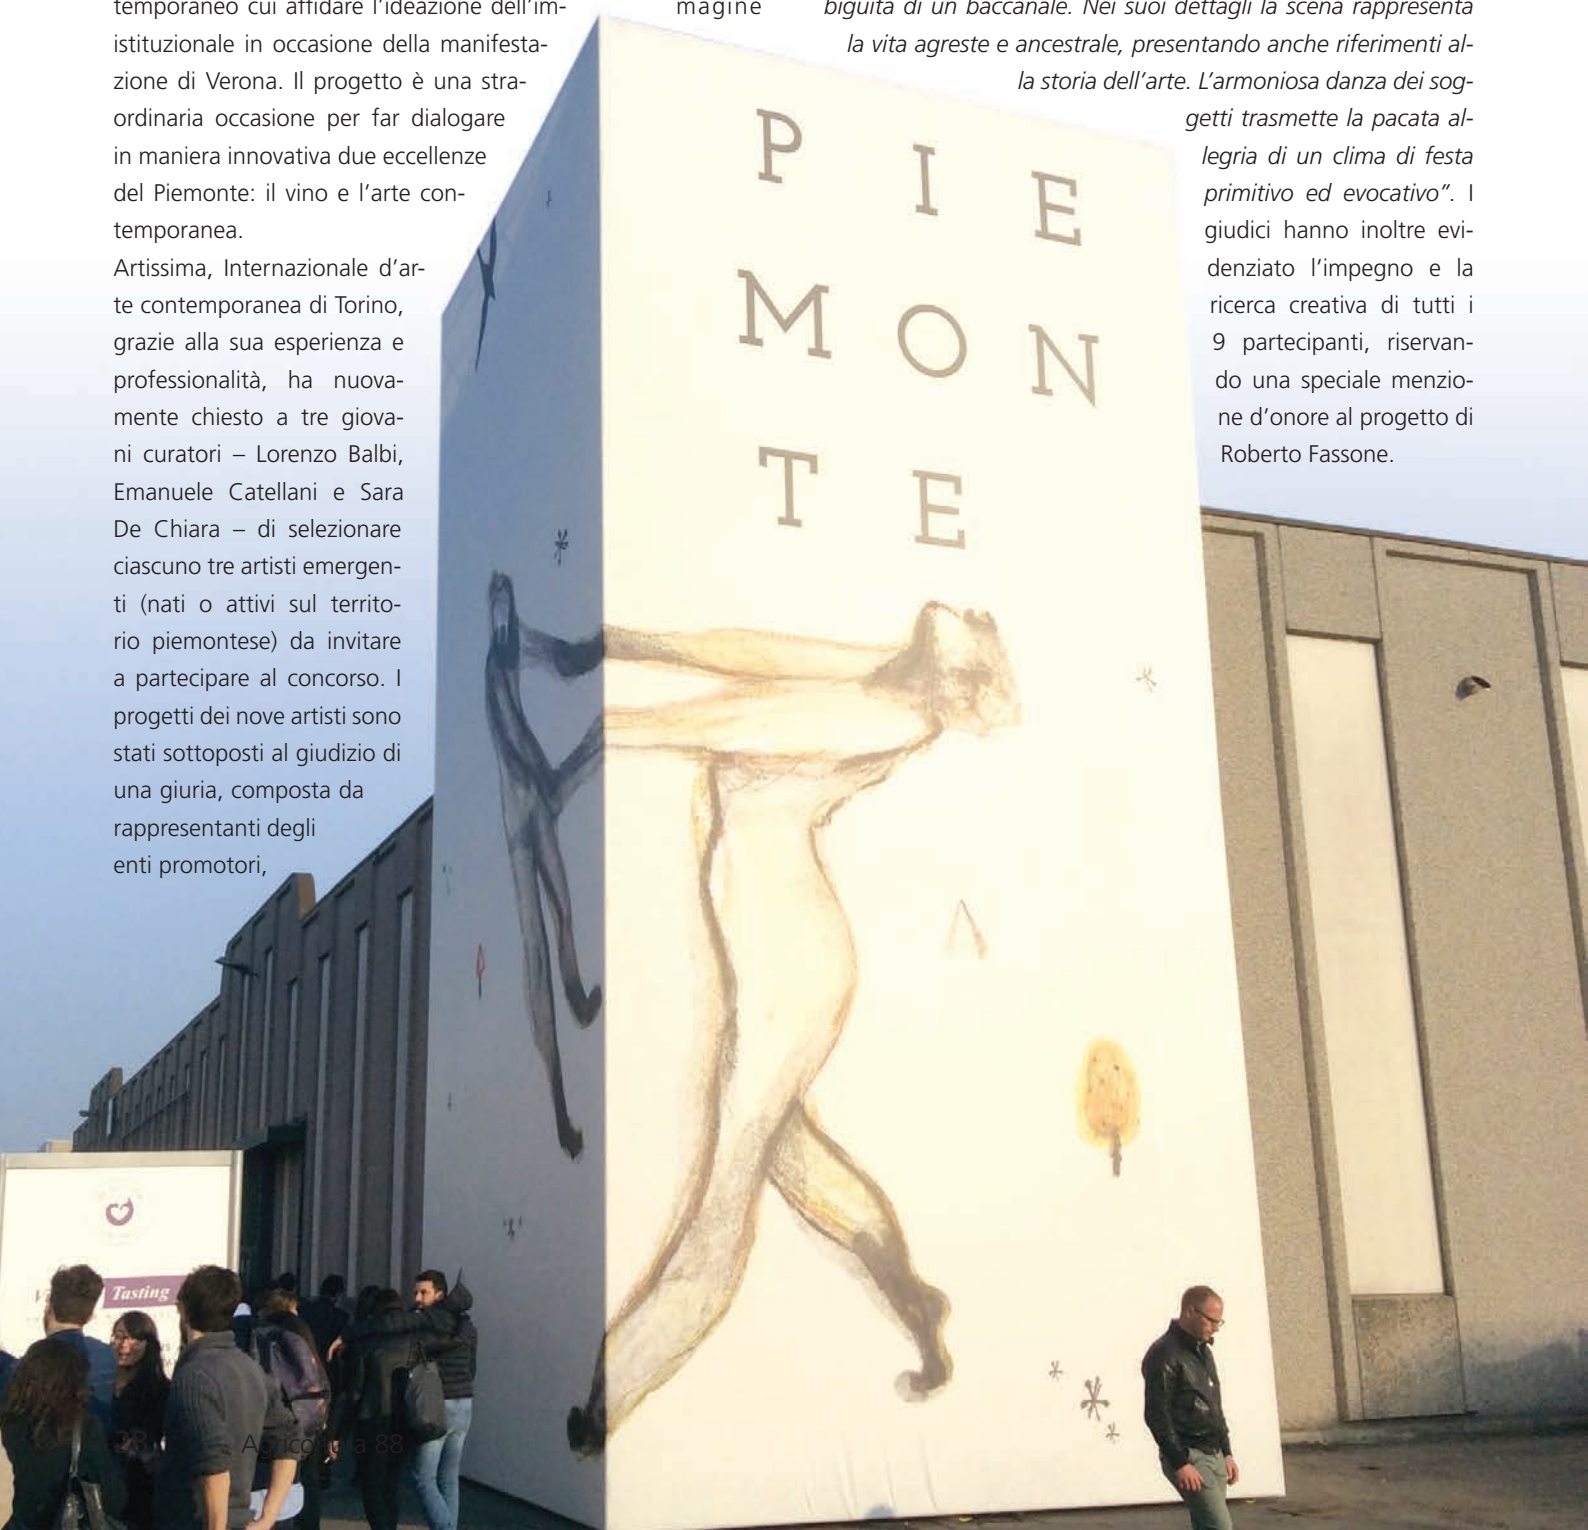 temporaneo cui affidare l'ideazione dell'im-
istituzionale in occasione della manifesta-
zione di Verona. Il progetto è una stra-
ordinaria occasione per far dialogare
in maniera innovativa due eccellenze
del Piemonte: il vino e l'arte con-
temporanea.
Artissima, Internazionale d'ar-
te contemporanea di Torino,
grazie alla sua esperienza e
professionalità, ha nuova-
mente chiesto a tre giova-
ni curatori – Lorenzo Balbi,
Emanuele Catellani e Sara
De Chiara – di selezionare
ciascuno tre artisti emergen-
ti (nati o attivi sul territo-
rio piemontese) da invitare
a partecipare al concorso. I
progetti dei nove artisti sono
stati sottoposti al giudizio di
una giuria, composta da
rappresentanti degli
enti promotori,
magine
biguità di un baccanale. Nei suoi dettagli la scena rappresenta
la vita agreste e ancestrale, presentando anche riferimenti al-
la storia dell'arte. L'armoniosa danza dei sog-
getti trasmette la pacata al-
legria di un clima di festa
primitivo ed evocativo”. I
giudici hanno inoltre evi-
denziato l'impegno e la
ricerca creativa di tutti i
9 partecipanti, riservan-
do una speciale menzio-
ne d'onore al progetto di
Roberto Fassone.
P I E
M O N
T E
Tasting
28
Agricoltura 88